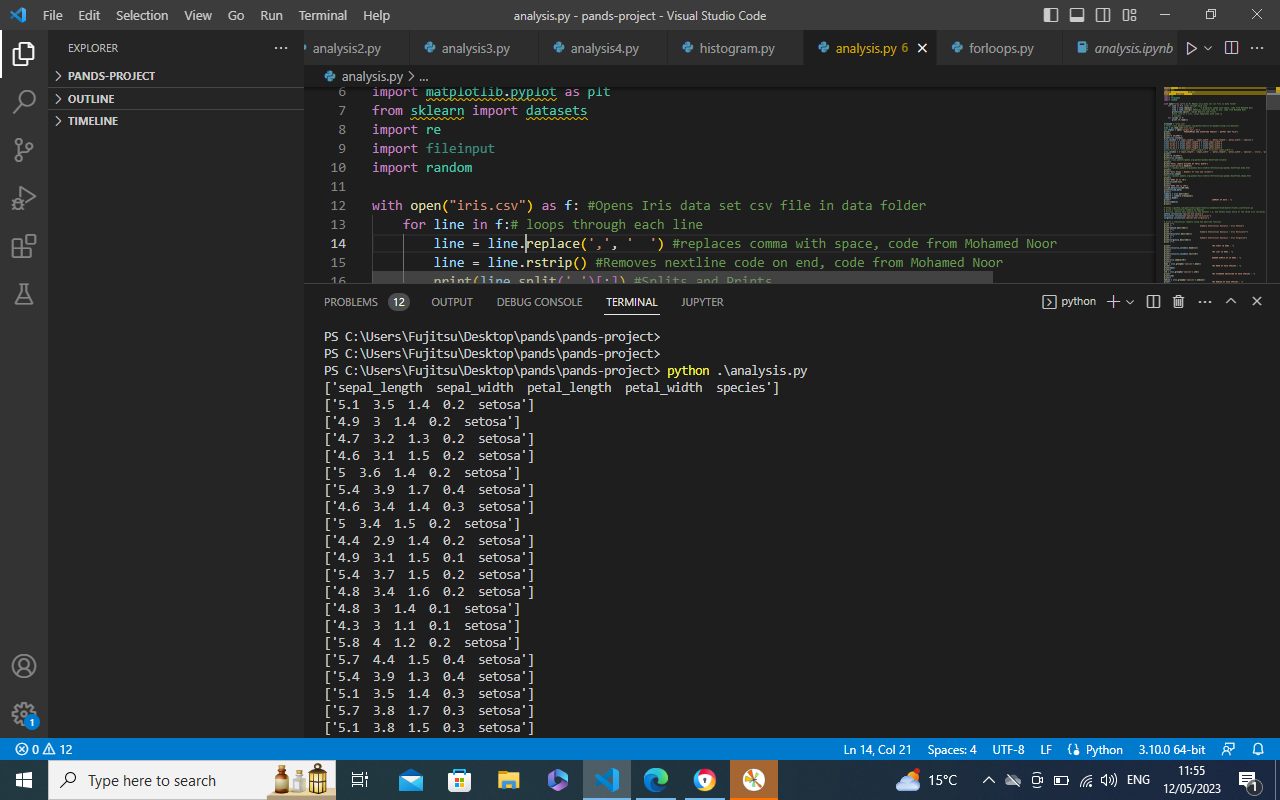 File Edit Selection View Go Run Terminal Help
analysis.py - pands-project - Visual Studio Code
EXPLORER
PANDS-PROJECT
OUTLINE
TIMELINE
analysis2.py analysis3.py analysis4.py histogram.py analysis.py 6 forloops.py analysis.ipynb
analysis.py > ...
6 import matplotlib.pyplot as plt
7 from sklearn import datasets
8 import re
9 import fileinput
10 import random
11
12 with open("iris.csv") as f: #Opens Iris data set csv file in data folder
13 for line in f:# loops through each line
14 line = line.replace(',', '  ') #replaces comma with space, code from Mohamed Noor
15 line = line.rstrip() #Removes nextline code on end, code from Mohamed Noor
16 print(line.split(' ')[:]) #Splits and Prints
PROBLEMS 12 OUTPUT DEBUG CONSOLE TERMINAL JUPYTER
python
PS C:\Users\Fujitsu\Desktop\pands\pands-project>
PS C:\Users\Fujitsu\Desktop\pands\pands-project>
PS C:\Users\Fujitsu\Desktop\pands\pands-project> python .\analysis.py
['sepal_length  sepal_width  petal_length  petal_width  species']
['5.1  3.5  1.4  0.2  setosa']
['4.9  3  1.4  0.2  setosa']
['4.7  3.2  1.3  0.2  setosa']
['4.6  3.1  1.5  0.2  setosa']
['5  3.6  1.4  0.2  setosa']
['5.4  3.9  1.7  0.4  setosa']
['4.6  3.4  1.4  0.3  setosa']
['5  3.4  1.5  0.2  setosa']
['4.4  2.9  1.4  0.2  setosa']
['4.9  3.1  1.5  0.1  setosa']
['5.4  3.7  1.5  0.2  setosa']
['4.8  3.4  1.6  0.2  setosa']
['4.8  3  1.4  0.1  setosa']
['4.3  3  1.1  0.1  setosa']
['5.8  4  1.2  0.2  setosa']
['5.7  4.4  1.5  0.4  setosa']
['5.4  3.9  1.3  0.4  setosa']
['5.1  3.5  1.4  0.3  setosa']
['5.7  3.8  1.7  0.3  setosa']
['5.1  3.8  1.5  0.3  setosa']
1
0 12
Ln 14, Col 21 Spaces: 4 UTF-8 LF Python 3.10.0 64-bit
Type here to search
15°C
ENG
11:55
12/05/2023
1